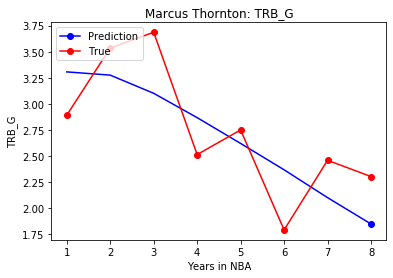 Marcus Thornton: TRB_G
Prediction
True
3.75
3.50
3.25
3.00
2.75
2.50
2.25
2.00
1.75
TRB_G
1 2 3 4 5 6 7 8
Years in NBA